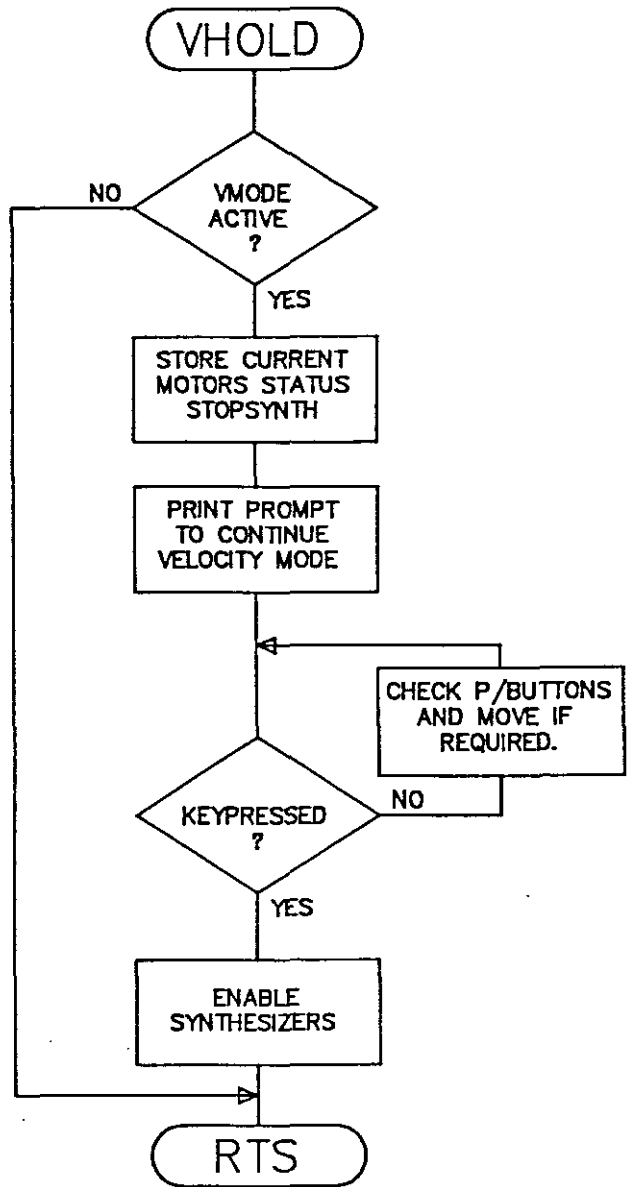 VHOLD
NO
VMODE
ACTIVE
?
YES
STORE CURRENT
MOTORS STATUS
STOPSYNTH
PRINT PROMPT
TO CONTINUE
VELOCITY MODE
CHECK P/BUTTONS
AND MOVE IF
REQUIRED.
KEYPRESSED
?
NO
YES
ENABLE
SYNTHESIZERS
RTS